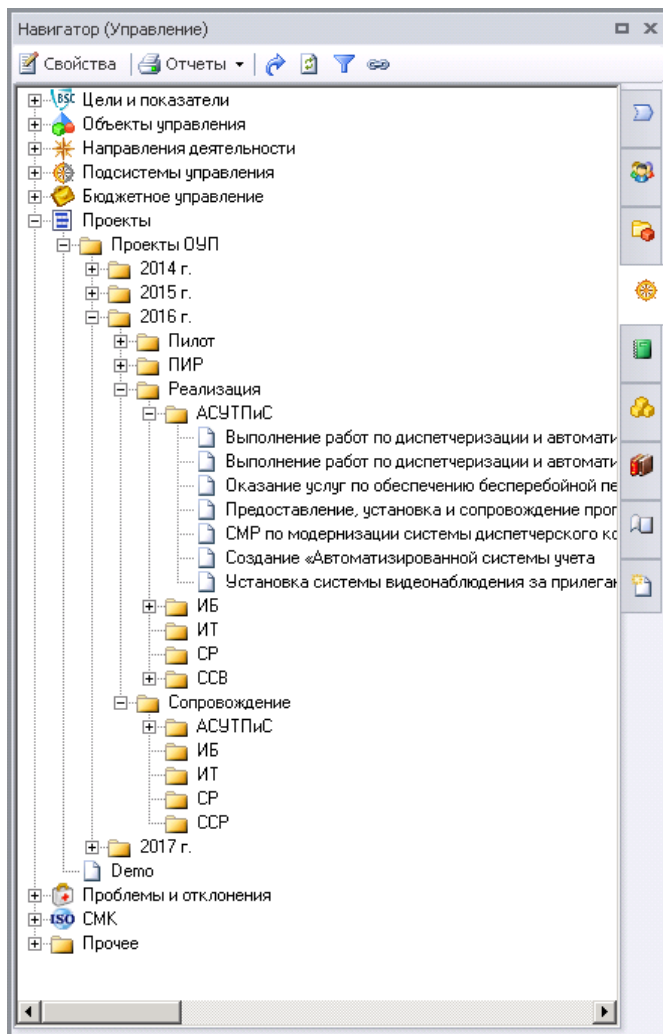 Навигатор (Управление)
Свойства Отчеты
BSC Цели и показатели
Объекты управления
Направления деятельности
Подсистемы управления
Бюджетное управление
Проекты
Проекты ОУП
2014 г.
2015 г.
2016 г.
Пилот
ПИР
Реализация
АСУТПиС
Выполнение работ по диспетчеризации и автомати
Выполнение работ по диспетчеризации и автомати
Оказание услуг по обеспечению бесперебойной пе
Предоставление, установка и сопровождение прог
СМР по модернизации системы диспетчерского ко
Создание «Автоматизированной системы учета
Установка системы видеонаблюдения за прилеган
ИБ
ИТ
СР
ССВ
Сопровождение
АСУТПиС
ИБ
ИТ
СР
ССР
2017 г.
Demo
Проблемы и отклонения
ISO СМК
Прочее